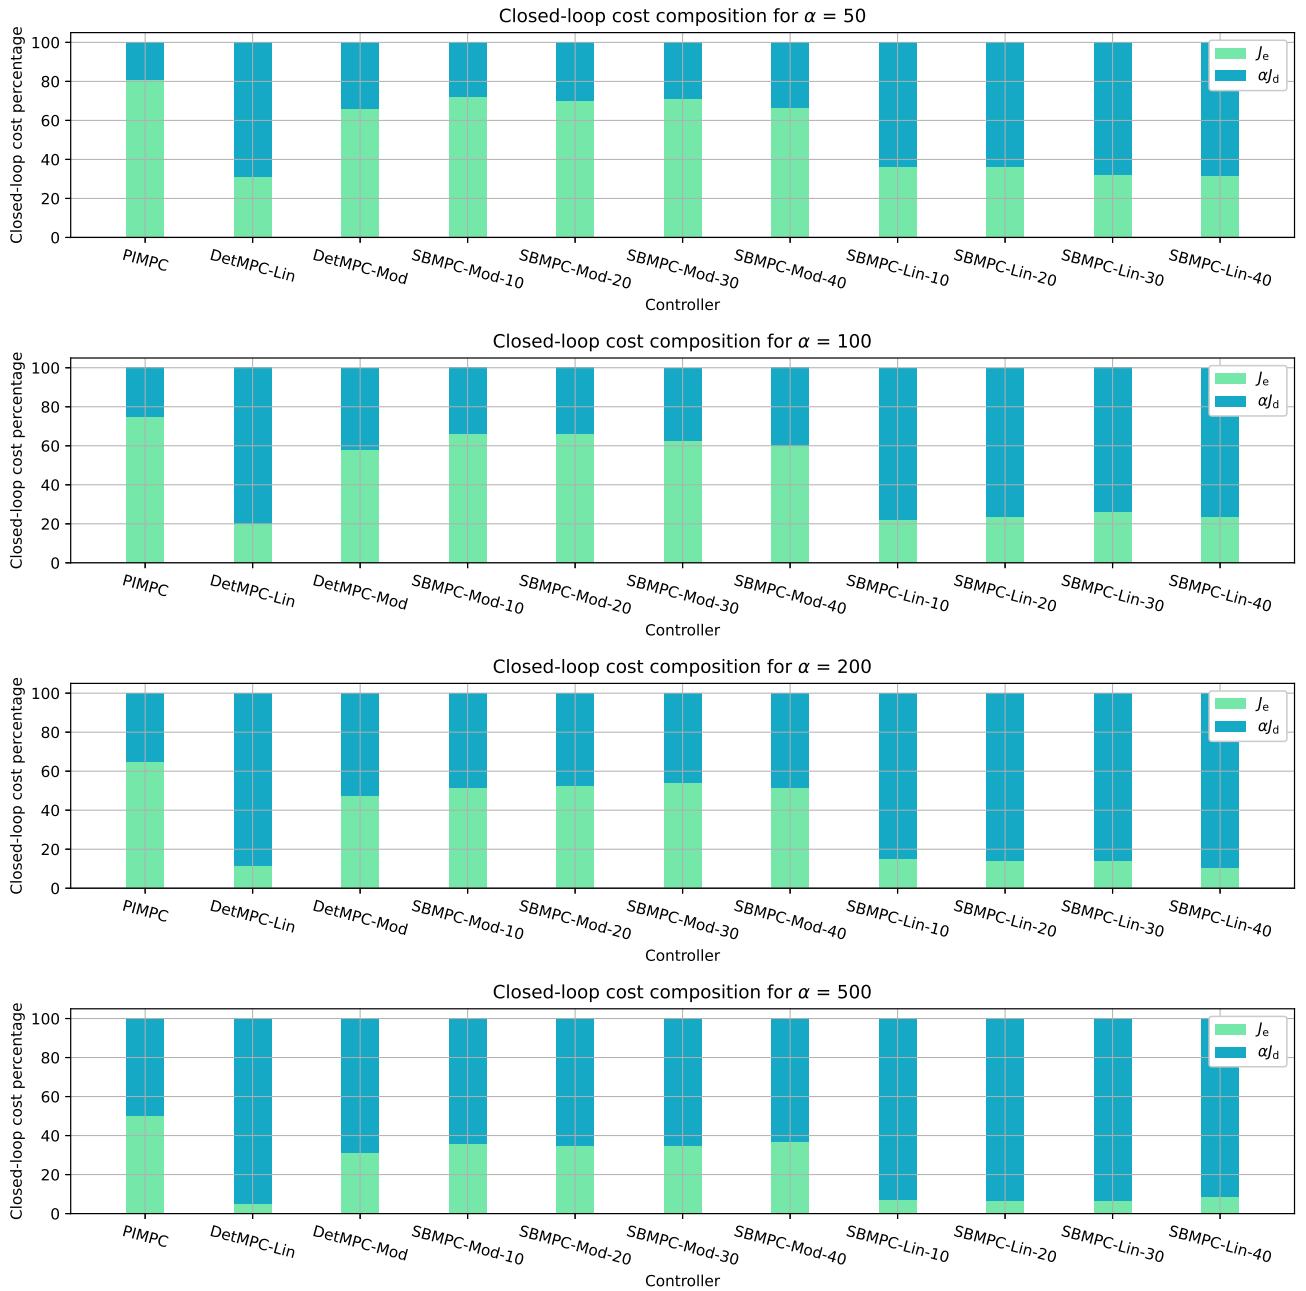 Closed-loop cost composition for α = 50
Closed-loop cost percentage
100
80
60
40
20
0
J_e
αJ_d
PIMPC
DetMPC-Lin
DetMPC-Mod
SBMPC-Mod-10
SBMPC-Mod-20
SBMPC-Mod-30
SBMPC-Mod-40
SBMPC-Lin-10
SBMPC-Lin-20
SBMPC-Lin-30
SBMPC-Lin-40
Controller
Closed-loop cost composition for α = 100
Closed-loop cost percentage
100
80
60
40
20
0
J_e
αJ_d
PIMPC
DetMPC-Lin
DetMPC-Mod
SBMPC-Mod-10
SBMPC-Mod-20
SBMPC-Mod-30
SBMPC-Mod-40
SBMPC-Lin-10
SBMPC-Lin-20
SBMPC-Lin-30
SBMPC-Lin-40
Controller
Closed-loop cost composition for α = 200
Closed-loop cost percentage
100
80
60
40
20
0
J_e
αJ_d
PIMPC
DetMPC-Lin
DetMPC-Mod
SBMPC-Mod-10
SBMPC-Mod-20
SBMPC-Mod-30
SBMPC-Mod-40
SBMPC-Lin-10
SBMPC-Lin-20
SBMPC-Lin-30
SBMPC-Lin-40
Controller
Closed-loop cost composition for α = 500
Closed-loop cost percentage
100
80
60
40
20
0
J_e
αJ_d
PIMPC
DetMPC-Lin
DetMPC-Mod
SBMPC-Mod-10
SBMPC-Mod-20
SBMPC-Mod-30
SBMPC-Mod-40
SBMPC-Lin-10
SBMPC-Lin-20
SBMPC-Lin-30
SBMPC-Lin-40
Controller